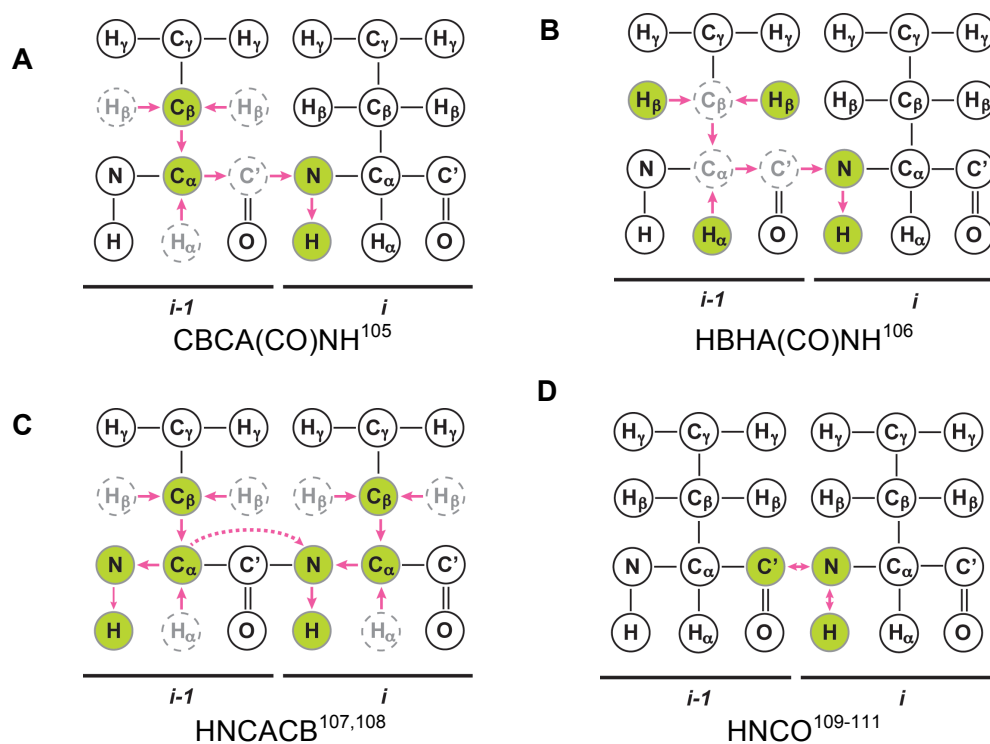 A
Hγ Cγ Hγ Hγ Cγ Hγ
Hβ Cβ Hβ Hβ Cβ Hβ
N Cα C' N Cα C'
H Hα O H Hα O
i-1 i
CBCA(CO)NH105
B
Hγ Cγ Hγ Hγ Cγ Hγ
Hβ Cβ Hβ Hβ Cβ Hβ
N Cα C' N Cα C'
H Hα O H Hα O
i-1 i
HBHA(CO)NH106
C
Hγ Cγ Hγ Hγ Cγ Hγ
Hβ Cβ Hβ Hβ Cβ Hβ
N Cα C' N Cα C'
H Hα O H Hα O
i-1 i
HNCACB107,108
D
Hγ Cγ Hγ Hγ Cγ Hγ
Hβ Cβ Hβ Hβ Cβ Hβ
N Cα C' N Cα C'
H Hα O H Hα O
i-1 i
HNCO109-111